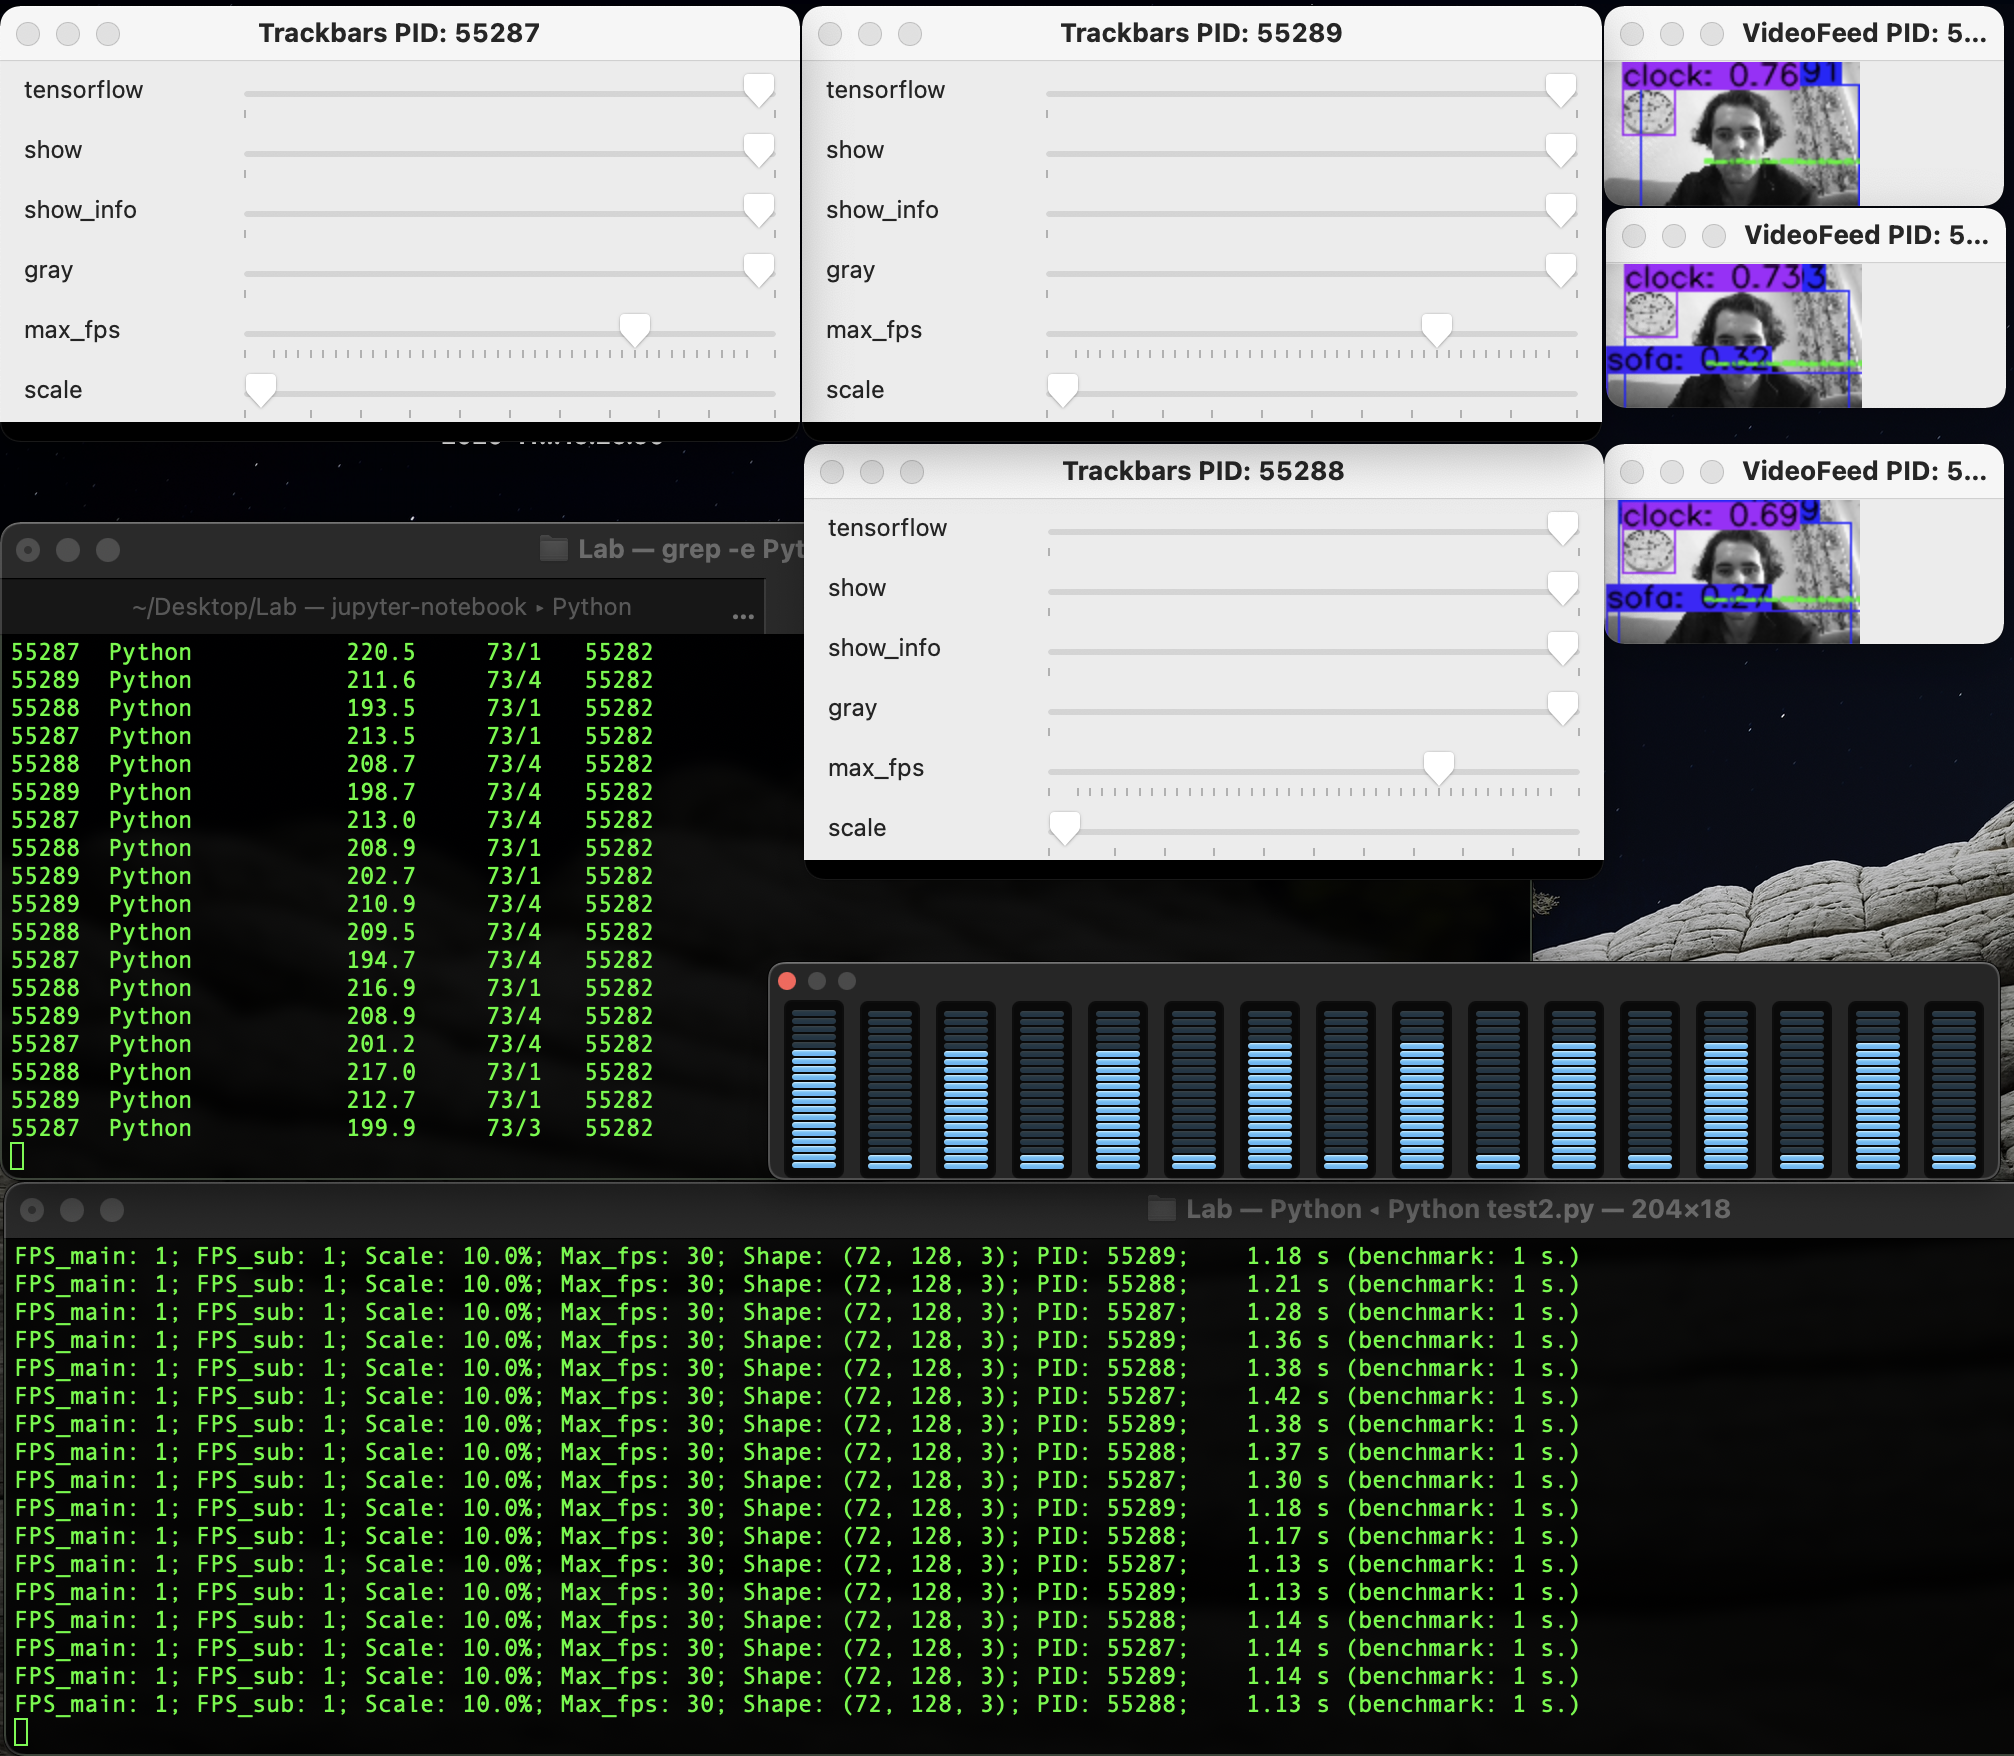 Trackbars PID: 55287
tensorflow
show
show_info
gray
max_fps
scale
Trackbars PID: 55289
tensorflow
show
show_info
gray
max_fps
scale
VideoFeed PID: 5...
clock: 0.76 91
VideoFeed PID: 5...
clock: 0.73 3
sofa: 0.32
Trackbars PID: 55288
tensorflow
show
show_info
gray
max_fps
scale
VideoFeed PID: 5...
clock: 0.69 9
sofa: 0.27
Lab — grep -e Pyt
~/Desktop/Lab — jupyter-notebook ▸ Python ...
55287 Python 220.5 73/1 55282
55289 Python 211.6 73/4 55282
55288 Python 193.5 73/1 55282
55287 Python 213.5 73/1 55282
55288 Python 208.7 73/4 55282
55289 Python 198.7 73/4 55282
55287 Python 213.0 73/4 55282
55288 Python 208.9 73/1 55282
55289 Python 202.7 73/1 55282
55289 Python 210.9 73/4 55282
55288 Python 209.5 73/4 55282
55287 Python 194.7 73/4 55282
55288 Python 216.9 73/1 55282
55289 Python 208.9 73/4 55282
55287 Python 201.2 73/4 55282
55288 Python 217.0 73/1 55282
55289 Python 212.7 73/1 55282
55287 Python 199.9 73/3 55282
Lab — Python ◂ Python test2.py — 204×18
FPS_main: 1; FPS_sub: 1; Scale: 10.0%; Max_fps: 30; Shape: (72, 128, 3); PID: 55289; 1.18 s (benchmark: 1 s.)
FPS_main: 1; FPS_sub: 1; Scale: 10.0%; Max_fps: 30; Shape: (72, 128, 3); PID: 55288; 1.21 s (benchmark: 1 s.)
FPS_main: 1; FPS_sub: 1; Scale: 10.0%; Max_fps: 30; Shape: (72, 128, 3); PID: 55287; 1.28 s (benchmark: 1 s.)
FPS_main: 1; FPS_sub: 1; Scale: 10.0%; Max_fps: 30; Shape: (72, 128, 3); PID: 55289; 1.36 s (benchmark: 1 s.)
FPS_main: 1; FPS_sub: 1; Scale: 10.0%; Max_fps: 30; Shape: (72, 128, 3); PID: 55288; 1.38 s (benchmark: 1 s.)
FPS_main: 1; FPS_sub: 1; Scale: 10.0%; Max_fps: 30; Shape: (72, 128, 3); PID: 55287; 1.42 s (benchmark: 1 s.)
FPS_main: 1; FPS_sub: 1; Scale: 10.0%; Max_fps: 30; Shape: (72, 128, 3); PID: 55289; 1.38 s (benchmark: 1 s.)
FPS_main: 1; FPS_sub: 1; Scale: 10.0%; Max_fps: 30; Shape: (72, 128, 3); PID: 55288; 1.37 s (benchmark: 1 s.)
FPS_main: 1; FPS_sub: 1; Scale: 10.0%; Max_fps: 30; Shape: (72, 128, 3); PID: 55287; 1.30 s (benchmark: 1 s.)
FPS_main: 1; FPS_sub: 1; Scale: 10.0%; Max_fps: 30; Shape: (72, 128, 3); PID: 55289; 1.18 s (benchmark: 1 s.)
FPS_main: 1; FPS_sub: 1; Scale: 10.0%; Max_fps: 30; Shape: (72, 128, 3); PID: 55288; 1.17 s (benchmark: 1 s.)
FPS_main: 1; FPS_sub: 1; Scale: 10.0%; Max_fps: 30; Shape: (72, 128, 3); PID: 55287; 1.13 s (benchmark: 1 s.)
FPS_main: 1; FPS_sub: 1; Scale: 10.0%; Max_fps: 30; Shape: (72, 128, 3); PID: 55289; 1.13 s (benchmark: 1 s.)
FPS_main: 1; FPS_sub: 1; Scale: 10.0%; Max_fps: 30; Shape: (72, 128, 3); PID: 55288; 1.14 s (benchmark: 1 s.)
FPS_main: 1; FPS_sub: 1; Scale: 10.0%; Max_fps: 30; Shape: (72, 128, 3); PID: 55287; 1.14 s (benchmark: 1 s.)
FPS_main: 1; FPS_sub: 1; Scale: 10.0%; Max_fps: 30; Shape: (72, 128, 3); PID: 55289; 1.14 s (benchmark: 1 s.)
FPS_main: 1; FPS_sub: 1; Scale: 10.0%; Max_fps: 30; Shape: (72, 128, 3); PID: 55288; 1.13 s (benchmark: 1 s.)